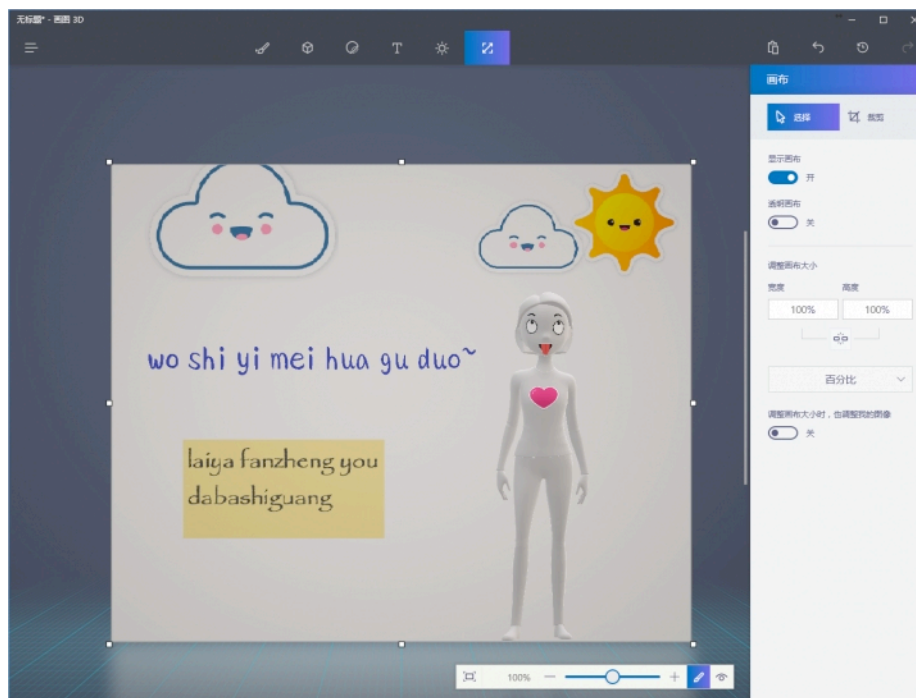 无标题* - 画图 3D
T
画布
选择 裁剪
显示画布
开
透明画布
关
调整画布大小
宽度 高度
100% 100%
百分比
调整画布大小时，也调整我的图像
关
wo shi yi mei hua gu duo~
laiya fanzheng you
dabashiguang
100%